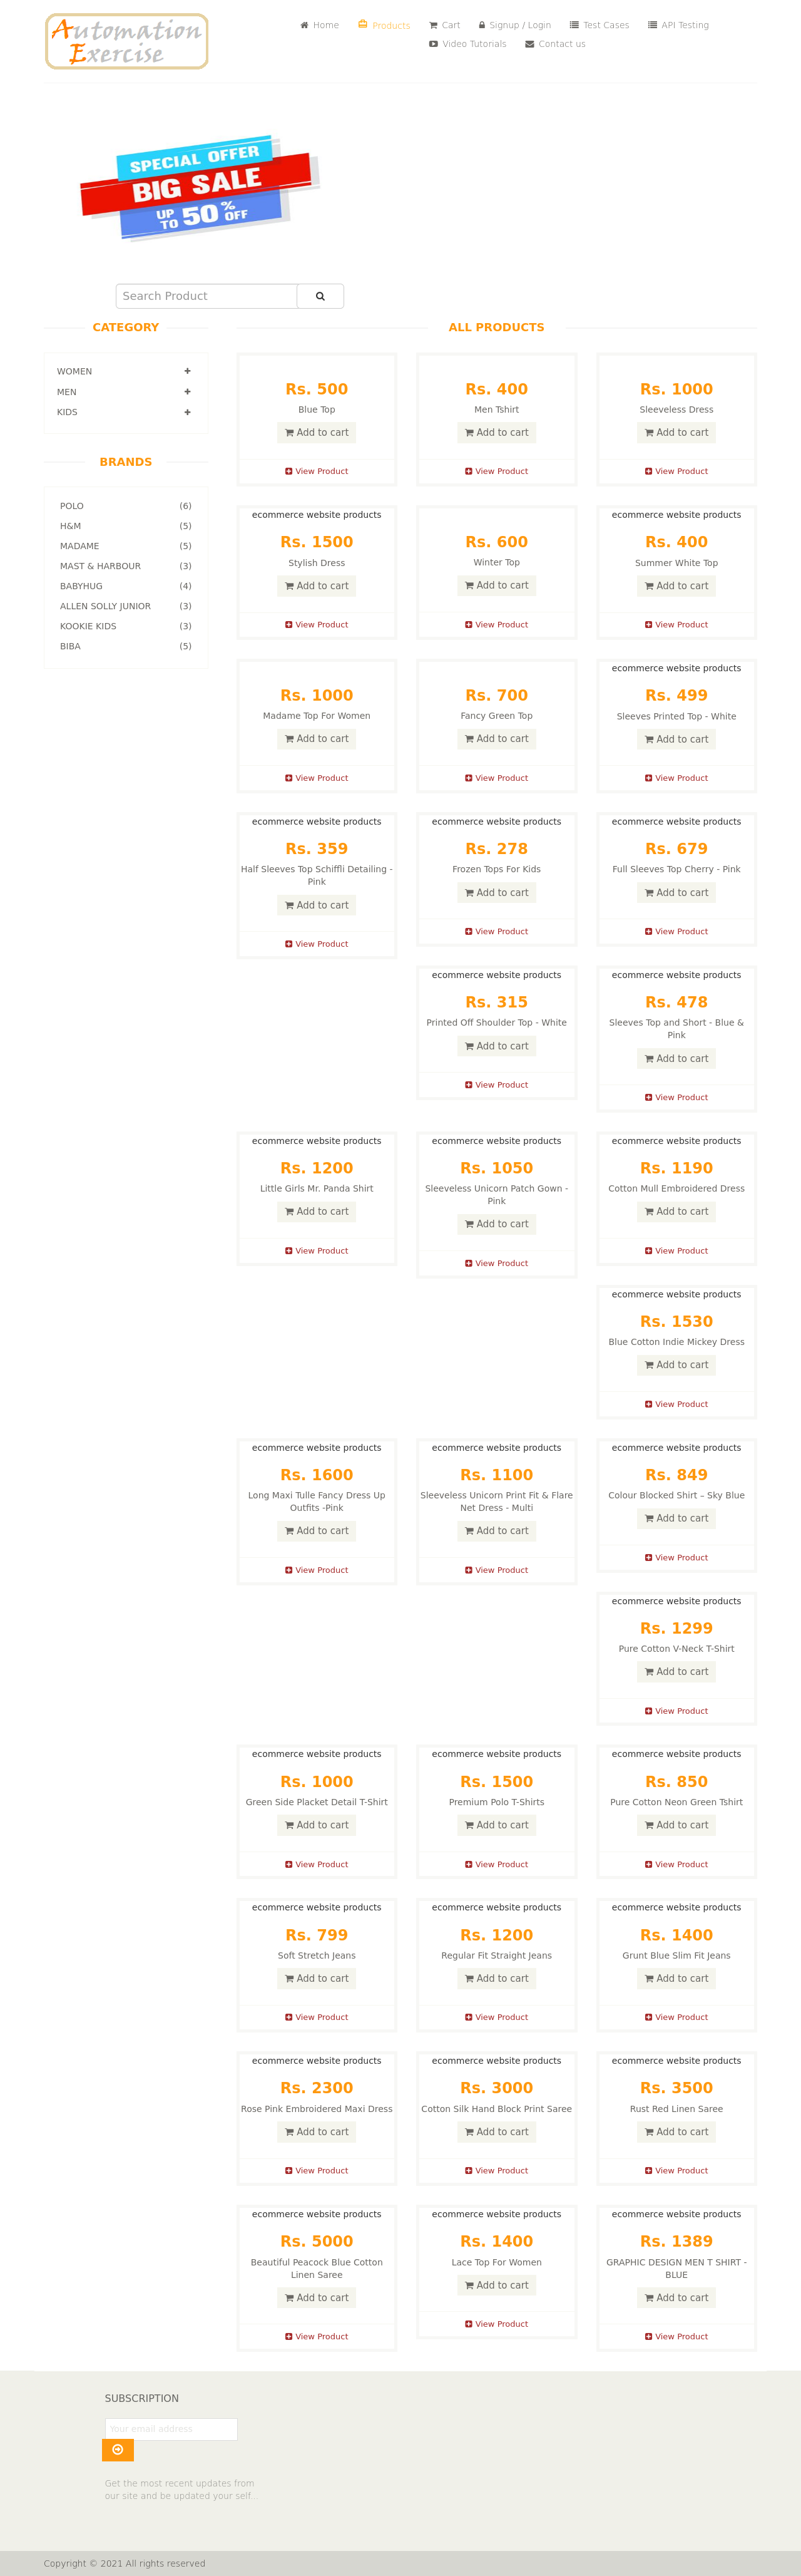 Automation
Exercise
Home
Products
Cart
Signup / Login
Test Cases
API Testing
Video Tutorials
Contact us
SPECIAL OFFER
BIG SALE
UP TO 50% OFF
Search Product
CATEGORY
WOMEN
MEN
KIDS
BRANDS
POLO (6)
H&M (5)
MADAME (5)
MAST & HARBOUR (3)
BABYHUG (4)
ALLEN SOLLY JUNIOR (3)
KOOKIE KIDS (3)
BIBA (5)
ALL PRODUCTS
Rs. 500
Blue Top
Add to cart
View Product
Rs. 400
Men Tshirt
Add to cart
View Product
Rs. 1000
Sleeveless Dress
Add to cart
View Product
ecommerce website products
Rs. 1500
Stylish Dress
Add to cart
View Product
Rs. 600
Winter Top
Add to cart
View Product
ecommerce website products
Rs. 400
Summer White Top
Add to cart
View Product
Rs. 1000
Madame Top For Women
Add to cart
View Product
Rs. 700
Fancy Green Top
Add to cart
View Product
ecommerce website products
Rs. 499
Sleeves Printed Top - White
Add to cart
View Product
ecommerce website products
Rs. 359
Half Sleeves Top Schiffli Detailing -
Pink
Add to cart
View Product
ecommerce website products
Rs. 278
Frozen Tops For Kids
Add to cart
View Product
ecommerce website products
Rs. 679
Full Sleeves Top Cherry - Pink
Add to cart
View Product
ecommerce website products
Rs. 315
Printed Off Shoulder Top - White
Add to cart
View Product
ecommerce website products
Rs. 478
Sleeves Top and Short - Blue &
Pink
Add to cart
View Product
ecommerce website products
Rs. 1200
Little Girls Mr. Panda Shirt
Add to cart
View Product
ecommerce website products
Rs. 1050
Sleeveless Unicorn Patch Gown -
Pink
Add to cart
View Product
ecommerce website products
Rs. 1190
Cotton Mull Embroidered Dress
Add to cart
View Product
ecommerce website products
Rs. 1530
Blue Cotton Indie Mickey Dress
Add to cart
View Product
ecommerce website products
Rs. 1600
Long Maxi Tulle Fancy Dress Up
Outfits -Pink
Add to cart
View Product
ecommerce website products
Rs. 1100
Sleeveless Unicorn Print Fit & Flare
Net Dress - Multi
Add to cart
View Product
ecommerce website products
Rs. 849
Colour Blocked Shirt – Sky Blue
Add to cart
View Product
ecommerce website products
Rs. 1299
Pure Cotton V-Neck T-Shirt
Add to cart
View Product
ecommerce website products
Rs. 1000
Green Side Placket Detail T-Shirt
Add to cart
View Product
ecommerce website products
Rs. 1500
Premium Polo T-Shirts
Add to cart
View Product
ecommerce website products
Rs. 850
Pure Cotton Neon Green Tshirt
Add to cart
View Product
ecommerce website products
Rs. 799
Soft Stretch Jeans
Add to cart
View Product
ecommerce website products
Rs. 1200
Regular Fit Straight Jeans
Add to cart
View Product
ecommerce website products
Rs. 1400
Grunt Blue Slim Fit Jeans
Add to cart
View Product
ecommerce website products
Rs. 2300
Rose Pink Embroidered Maxi Dress
Add to cart
View Product
ecommerce website products
Rs. 3000
Cotton Silk Hand Block Print Saree
Add to cart
View Product
ecommerce website products
Rs. 3500
Rust Red Linen Saree
Add to cart
View Product
ecommerce website products
Rs. 5000
Beautiful Peacock Blue Cotton
Linen Saree
Add to cart
View Product
ecommerce website products
Rs. 1400
Lace Top For Women
Add to cart
View Product
ecommerce website products
Rs. 1389
GRAPHIC DESIGN MEN T SHIRT -
BLUE
Add to cart
View Product
SUBSCRIPTION
Your email address
Get the most recent updates from
our site and be updated your self...
Copyright © 2021 All rights reserved